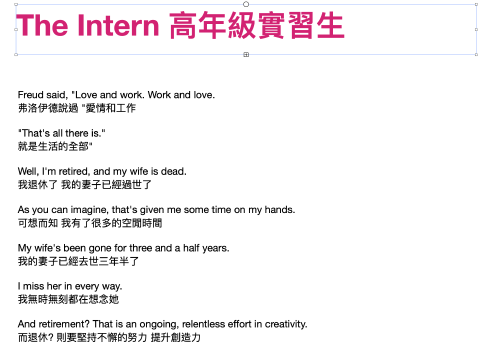 The Intern 高年級實習生
Freud said, "Love and work. Work and love.
弗洛伊德說過 "愛情和工作
"That's all there is."
就是生活的全部"
Well, I'm retired, and my wife is dead.
我退休了 我的妻子已經過世了
As you can imagine, that's given me some time on my hands.
可想而知 我有了很多的空閒時間
My wife's been gone for three and a half years.
我的妻子已經去世三年半了
I miss her in every way.
我無時無刻都在想念她
And retirement? That is an ongoing, relentless effort in creativity.
而退休? 則要堅持不懈的努力 提升創造力